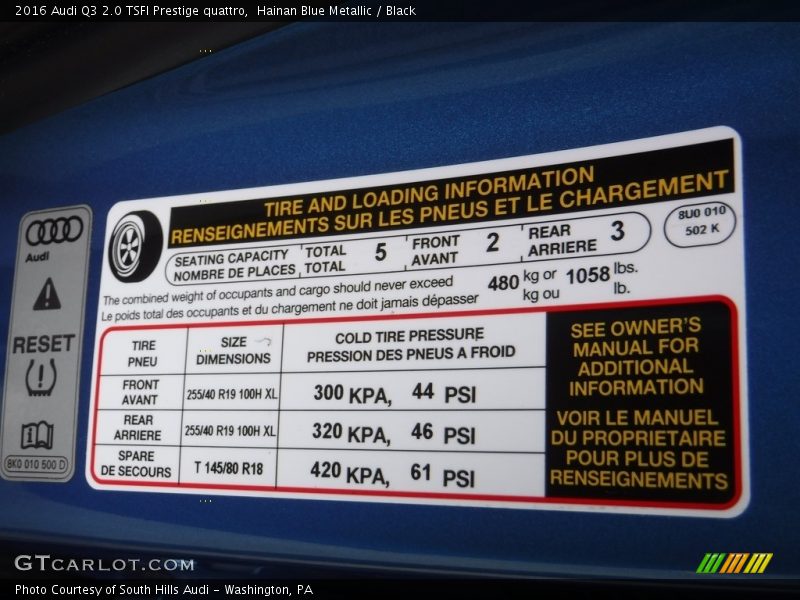 2016 Audi Q3 2.0 TSFI Prestige quattro, Hainan Blue Metallic / Black
TIRE AND LOADING INFORMATION
RENSEIGNEMENTS SUR LES PNEUS ET LE CHARGEMENT
SEATING CAPACITY TOTAL 5 FRONT 2 REAR 3
NOMBRE DE PLACES TOTAL AVANT ARRIERE
8U0 010
502 K
The combined weight of occupants and cargo should never exceed 480 kg or 1058 lbs.
Le poids total des occupants et du chargement ne doit jamais dépasser kg ou lb.
TIRE SIZE COLD TIRE PRESSURE
PNEU DIMENSIONS PRESSION DES PNEUS A FROID
FRONT
AVANT 255/40 R19 100H XL 300 KPA, 44 PSI
REAR
ARRIERE 255/40 R19 100H XL 320 KPA, 46 PSI
SPARE
DE SECOURS T 145/80 R18 420 KPA, 61 PSI
SEE OWNER'S
MANUAL FOR
ADDITIONAL
INFORMATION
VOIR LE MANUEL
DU PROPRIETAIRE
POUR PLUS DE
RENSEIGNEMENTS
Audi
RESET
8K0 010 500 D
GTCARLOT.COM
Photo Courtesy of South Hills Audi - Washington, PA